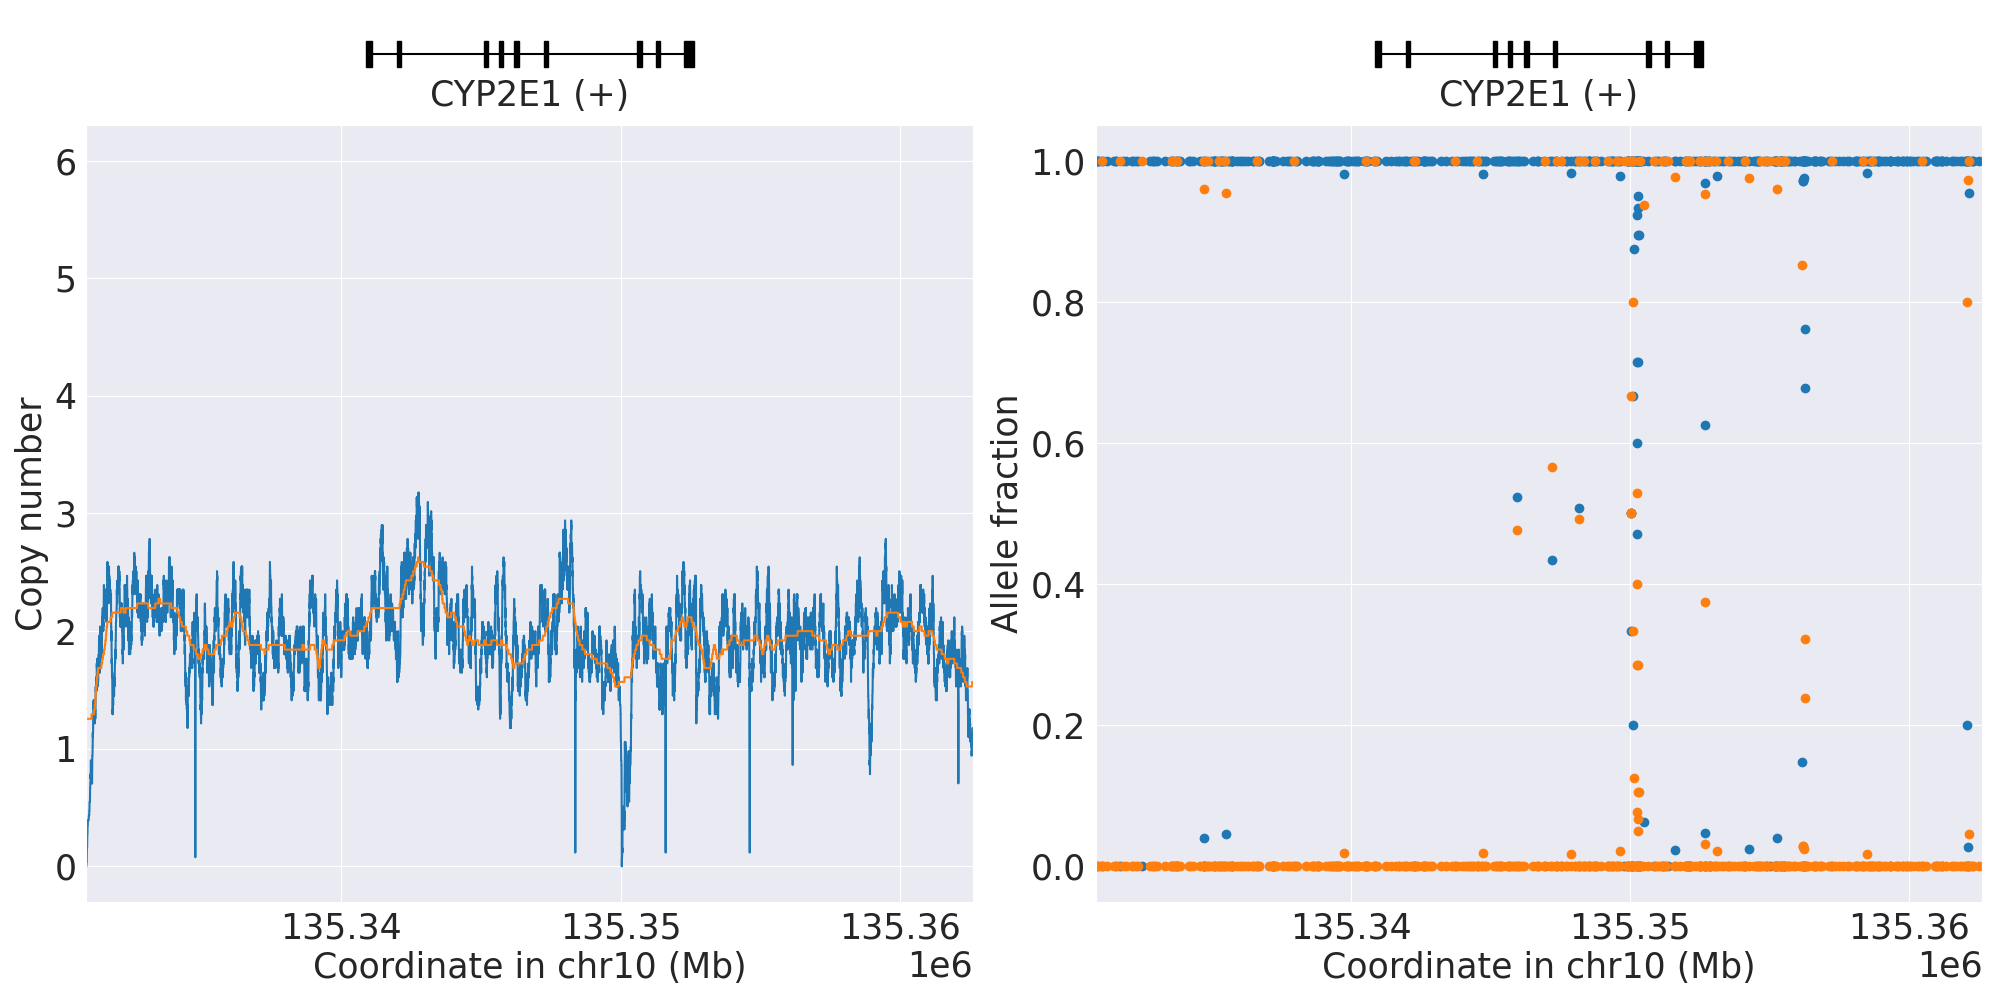 CYP2E1 (+)
6
5
4
3
2
1
0
Copy number
135.34 135.35 135.36
Coordinate in chr10 (Mb) 1e6
CYP2E1 (+)
1.0
0.8
0.6
0.4
0.2
0.0
Allele fraction
135.34 135.35 135.36
Coordinate in chr10 (Mb) 1e6